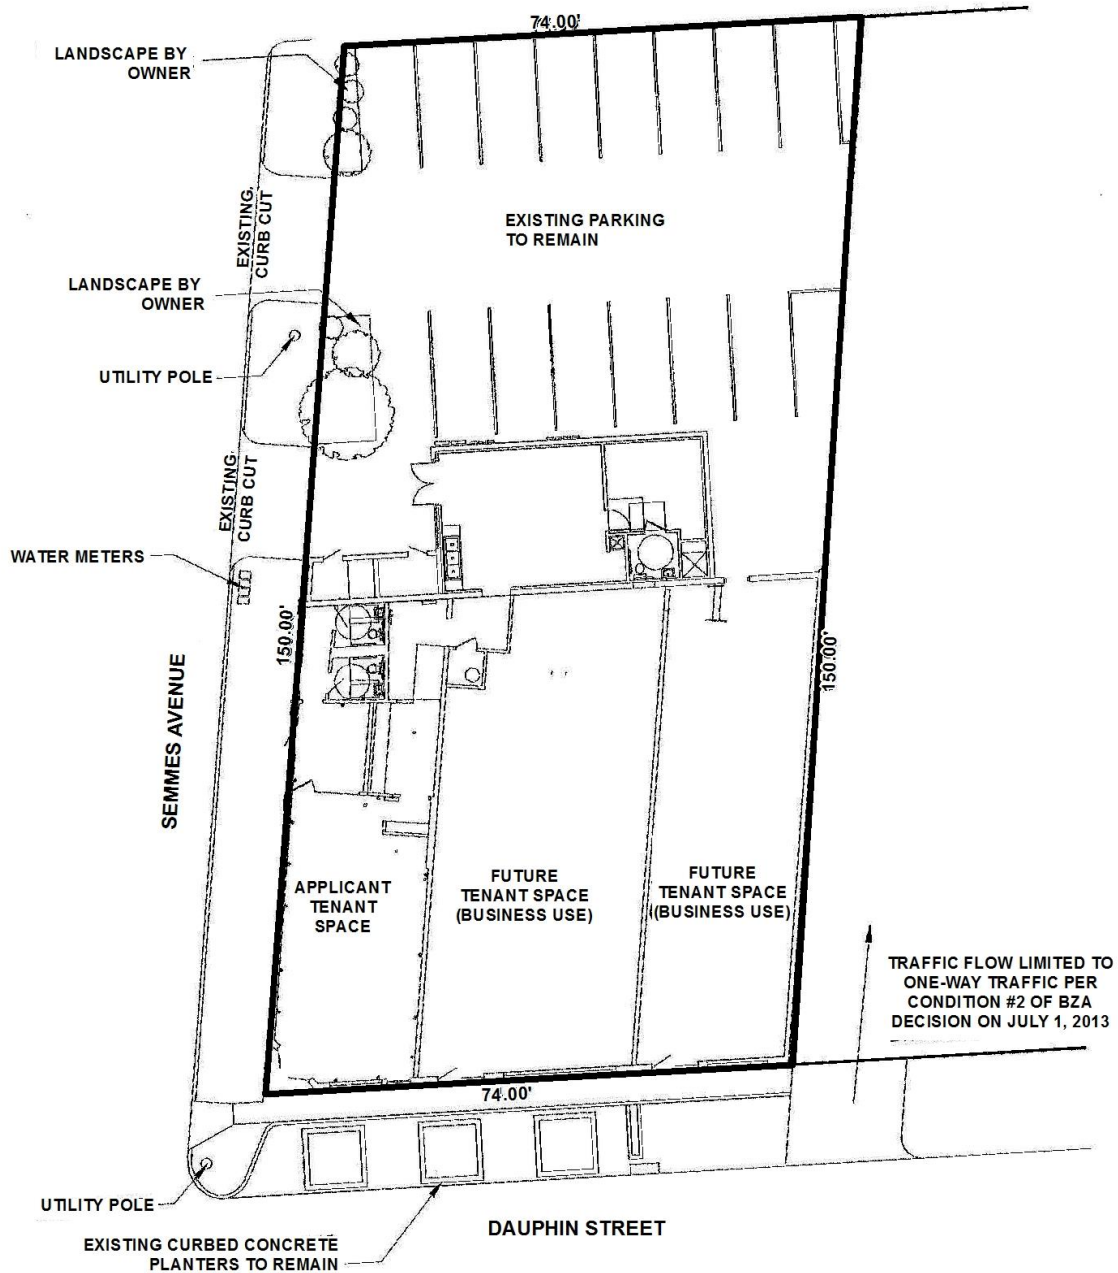 74.00'
LANDSCAPE BY
OWNER
EXISTING
CURB CUT
EXISTING PARKING
TO REMAIN
LANDSCAPE BY
OWNER
UTILITY POLE
EXISTING
CURB CUT
WATER METERS
150.00'
150.00'
SEMMES AVENUE
APPLICANT
TENANT
SPACE
FUTURE
TENANT SPACE
(BUSINESS USE)
FUTURE
TENANT SPACE
(BUSINESS USE)
TRAFFIC FLOW LIMITED TO
ONE-WAY TRAFFIC PER
CONDITION #2 OF BZA
DECISION ON JULY 1, 2013
74.00'
UTILITY POLE
DAUPHIN STREET
EXISTING CURBED CONCRETE
PLANTERS TO REMAIN